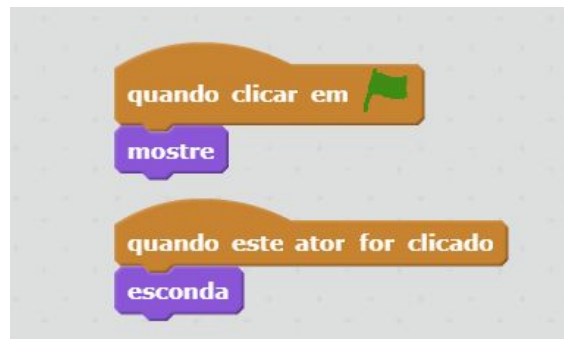 quando clicar em
mostre
quando este ator for clicado
esconda